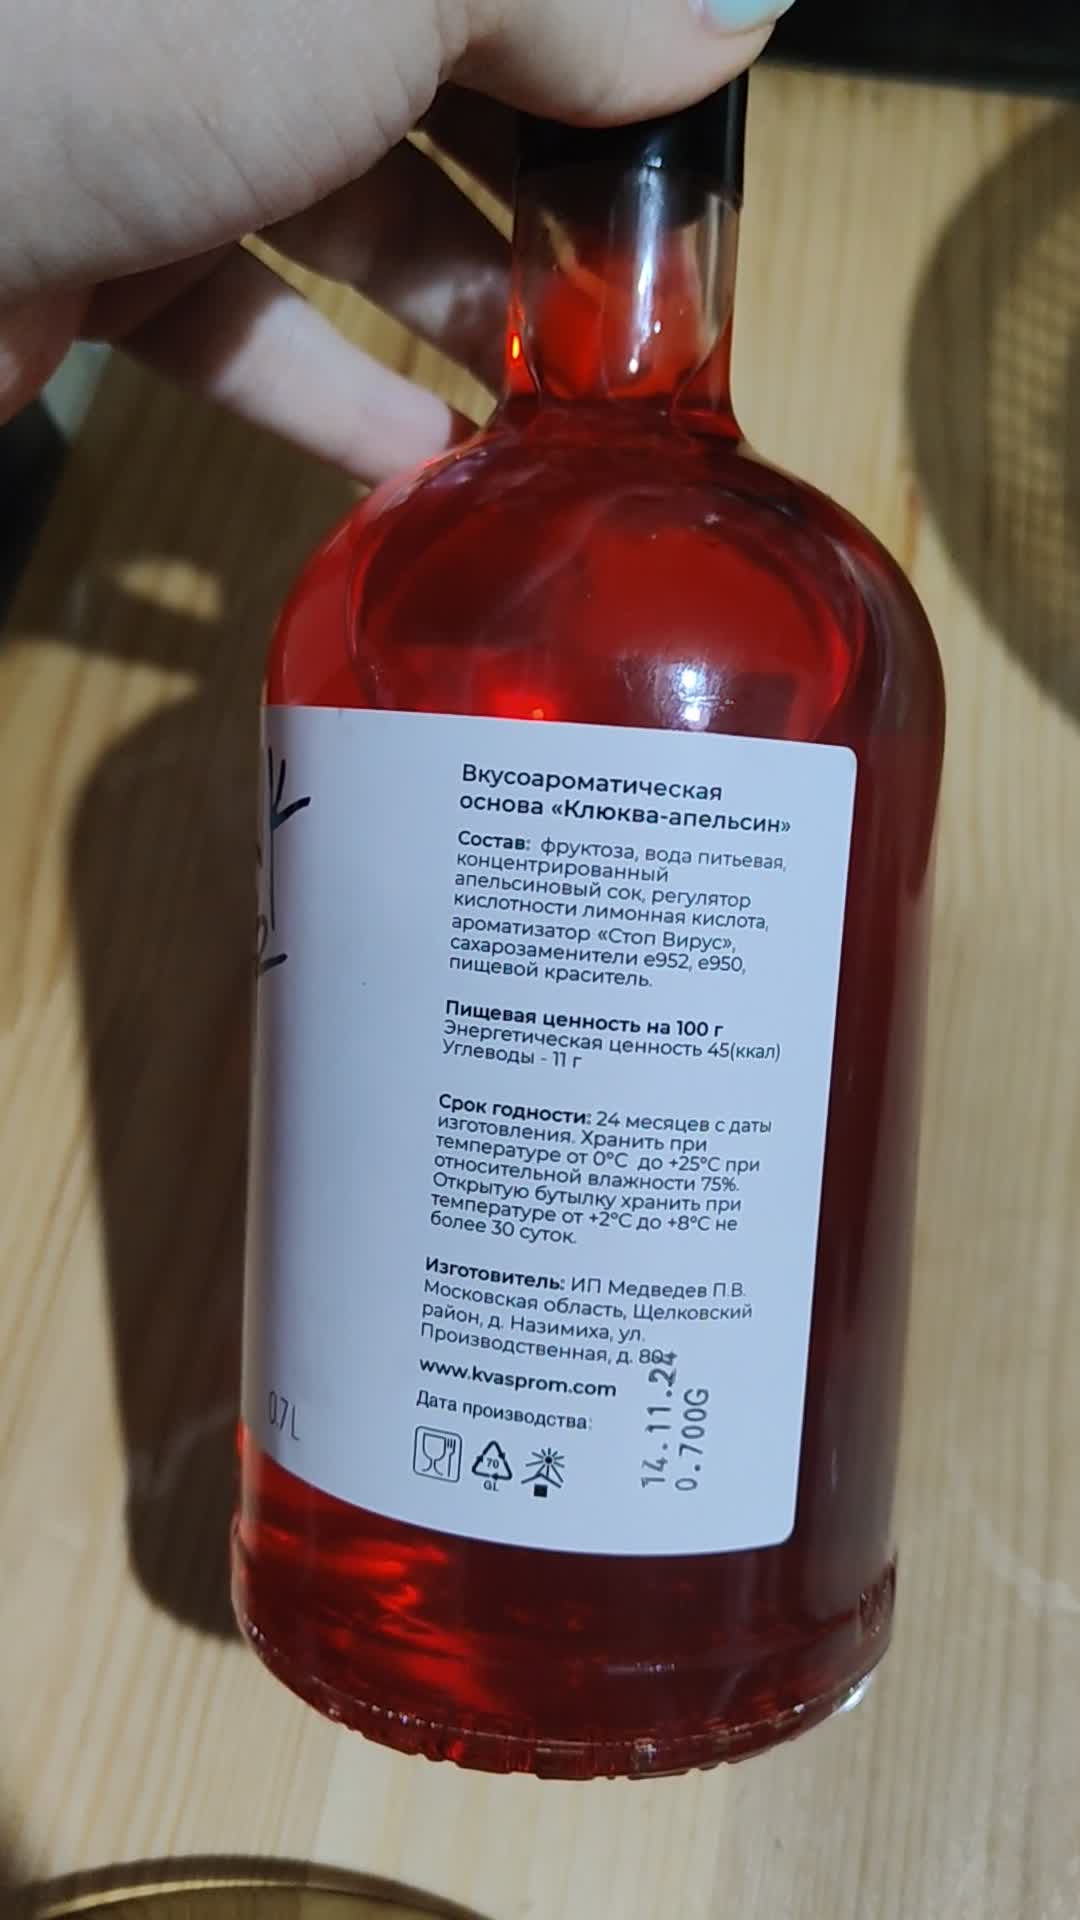 Вкусоароматическая
основа «Клюква-апельсин»
Состав: фруктоза, вода питьевая,
концентрированный
апельсиновый сок, регулятор
кислотности лимонная кислота,
ароматизатор «Стоп Вирус»,
сахарозаменители е952, е950,
пищевой краситель.
Пищевая ценность на 100 г
Энергетическая ценность 45(ккал)
Углеводы - 11 г
Срок годности: 24 месяцев с даты
изготовления. Хранить при
температуре от 0°C до +25°C при
относительной влажности 75%.
Открытую бутылку хранить при
температуре от +2°C до +8°C не
более 30 суток.
Изготовитель: ИП Медведев П.В.
Московская область, Щелковский
район, д. Назимиха, ул.
Производственная, д.
www.kvasprom.com
Дата производства:
14.11.24
0.700G
70
GL
0.7 L